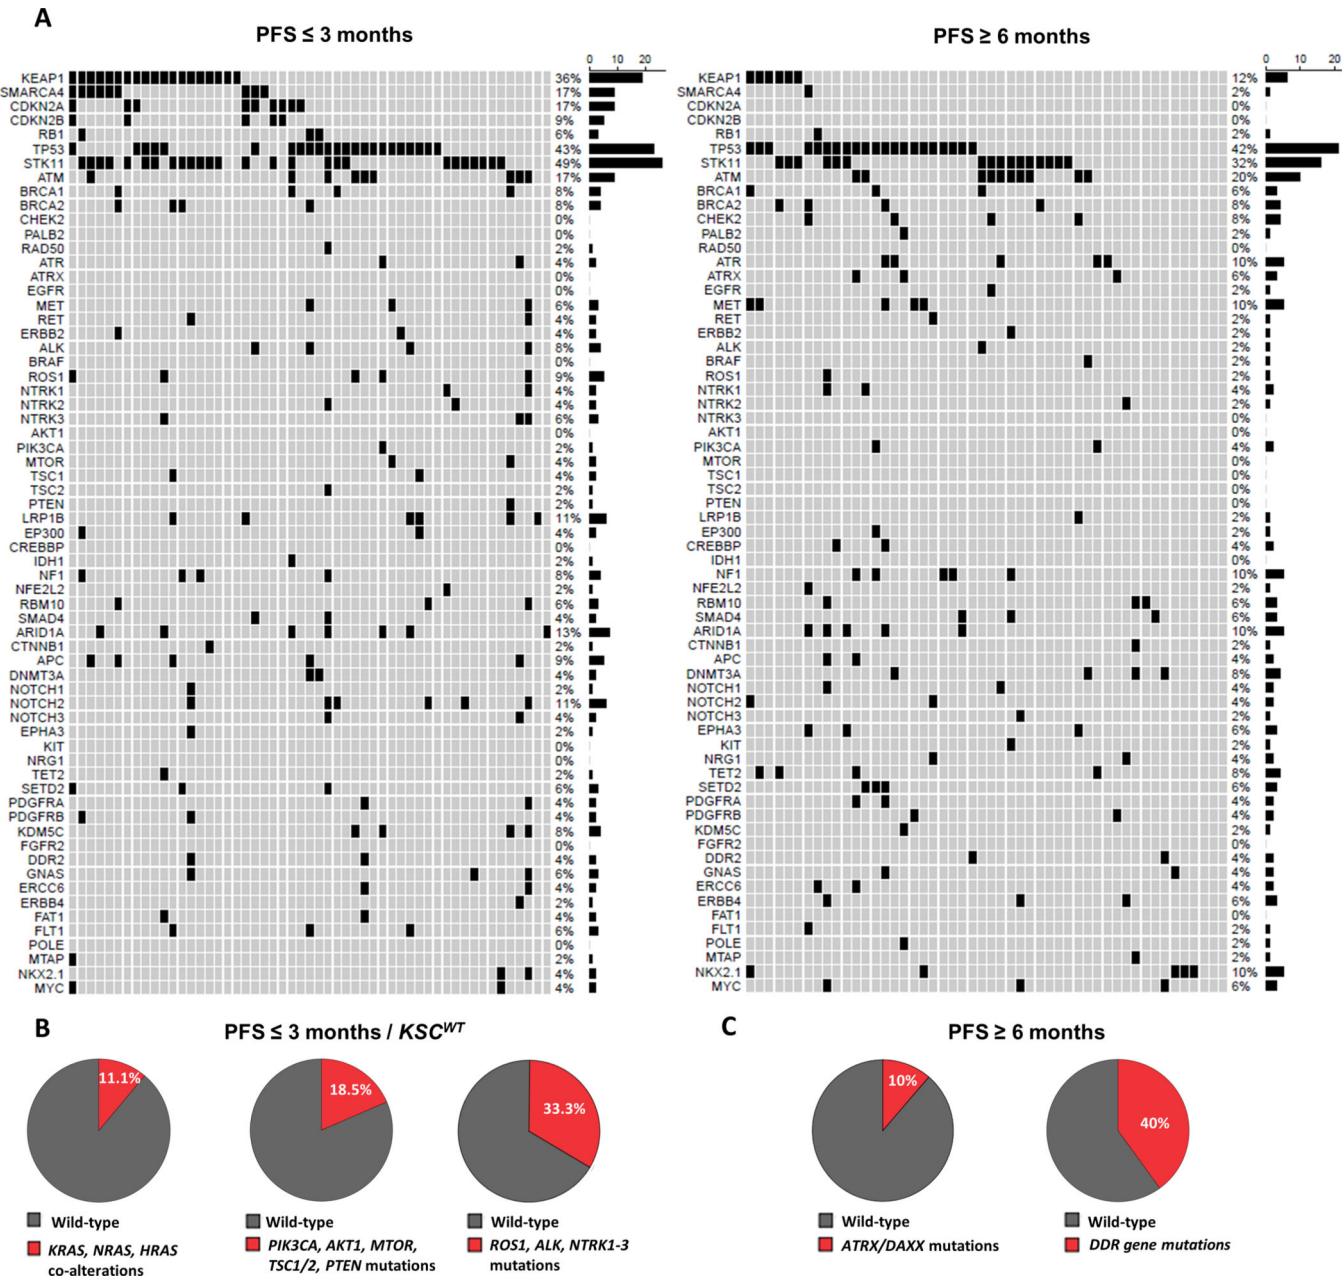 A
PFS ≤ 3 months
PFS ≥ 6 months
0 10 20
0 10 20
KEAP1 36%
SMARCA4 17%
CDKN2A 17%
CDKN2B 9%
RB1 6%
TP53 43%
STK11 49%
ATM 17%
BRCA1 8%
BRCA2 8%
CHEK2 0%
PALB2 0%
RAD50 2%
ATR 4%
ATRX 0%
EGFR 0%
MET 6%
RET 4%
ERBB2 4%
ALK 8%
BRAF 0%
ROS1 9%
NTRK1 4%
NTRK2 4%
NTRK3 6%
AKT1 0%
PIK3CA 2%
MTOR 4%
TSC1 4%
TSC2 2%
PTEN 2%
LRP1B 11%
EP300 4%
CREBBP 0%
IDH1 2%
NF1 8%
NFE2L2 2%
RBM10 6%
SMAD4 4%
ARID1A 13%
CTNNB1 2%
APC 9%
DNMT3A 4%
NOTCH1 2%
NOTCH2 11%
NOTCH3 4%
EPHA3 2%
KIT 0%
NRG1 0%
TET2 2%
SETD2 6%
PDGFRA 4%
PDGFRB 4%
KDM5C 8%
FGFR2 0%
DDR2 4%
GNAS 6%
ERCC6 4%
ERBB4 2%
FAT1 4%
FLT1 6%
POLE 0%
MTAP 2%
NKX2.1 4%
MYC 4%
KEAP1 12%
SMARCA4 2%
CDKN2A 0%
CDKN2B 0%
RB1 2%
TP53 42%
STK11 32%
ATM 20%
BRCA1 6%
BRCA2 8%
CHEK2 8%
PALB2 2%
RAD50 0%
ATR 10%
ATRX 6%
EGFR 2%
MET 10%
RET 2%
ERBB2 2%
ALK 2%
BRAF 2%
ROS1 2%
NTRK1 4%
NTRK2 2%
NTRK3 0%
AKT1 0%
PIK3CA 4%
MTOR 0%
TSC1 0%
TSC2 0%
PTEN 0%
LRP1B 2%
EP300 2%
CREBBP 4%
IDH1 0%
NF1 10%
NFE2L2 2%
RBM10 6%
SMAD4 6%
ARID1A 10%
CTNNB1 2%
APC 4%
DNMT3A 8%
NOTCH1 4%
NOTCH2 4%
NOTCH3 2%
EPHA3 6%
KIT 2%
NRG1 4%
TET2 8%
SETD2 6%
PDGFRA 4%
PDGFRB 4%
KDM5C 2%
FGFR2 0%
DDR2 4%
GNAS 4%
ERCC6 4%
ERBB4 6%
FAT1 0%
FLT1 2%
POLE 2%
MTAP 2%
NKX2.1 10%
MYC 6%
B
PFS ≤ 3 months / KSC^WT
11.1%
18.5%
33.3%
Wild-type
KRAS, NRAS, HRAS
co-alterations
Wild-type
PIK3CA, AKT1, MTOR,
TSC1/2, PTEN mutations
Wild-type
ROS1, ALK, NTRK1-3
mutations
C
PFS ≥ 6 months
10%
40%
Wild-type
ATRX/DAXX mutations
Wild-type
DDR gene mutations